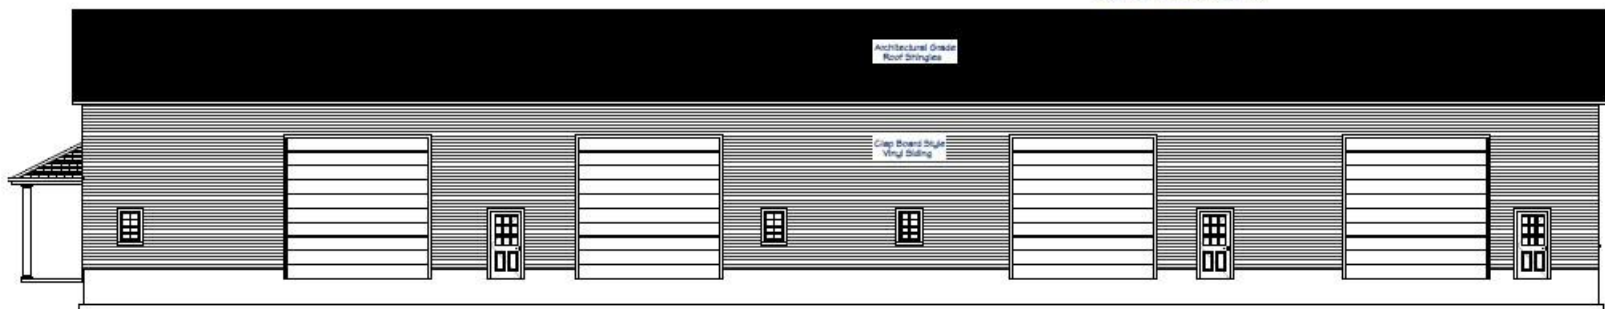 Architectural Grade
Roof Shingles
Clap Board Style
Vinyl Siding